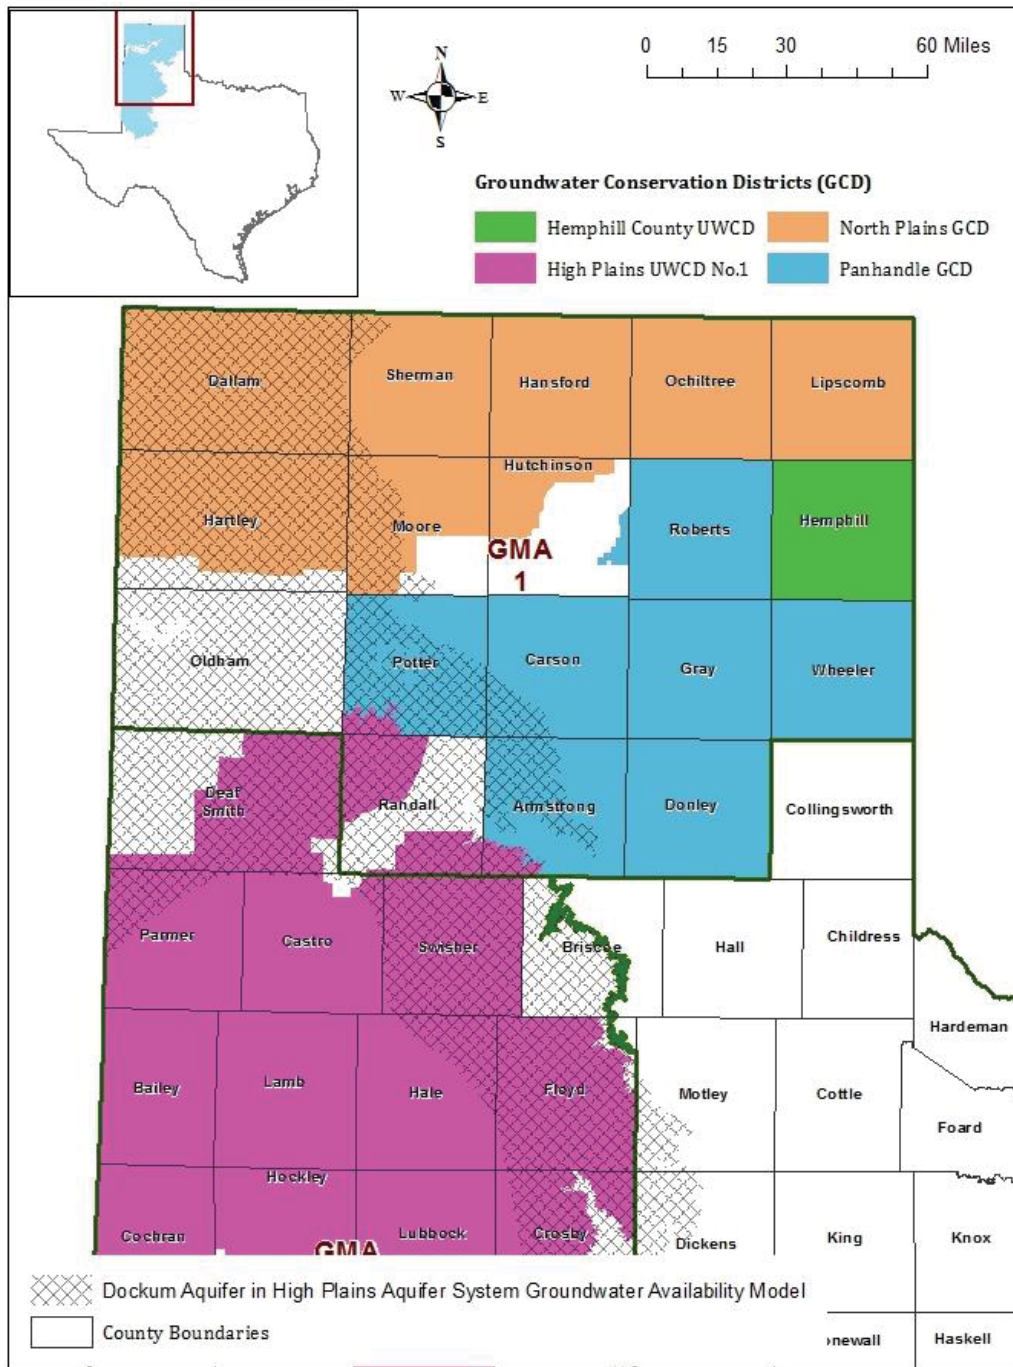 0 15 30 60 Miles
N
W E
S
Groundwater Conservation Districts (GCD)
Hemphill County UWCD North Plains GCD
High Plains UWCD No.1 Panhandle GCD
Dallam Sherman Hansford Ochiltree Lipscomb
Hutchinson
Hartley Moore Roberts Hemphill
GMA
1
Oldham Potter Carson Gray Wheeler
Deaf
Smith Randall Armstrong Donley Collingsworth
Parmer Castro Swisher Briscoe Hall Childress
Hardeman
Bailey Lamb Hale Floyd Motley Cottle
Foard
Hockley
Cochran Lubbock Crosby Dickens King Knox
GMA
Dockum Aquifer in High Plains Aquifer System Groundwater Availability Model
County Boundaries
onewall Haskell